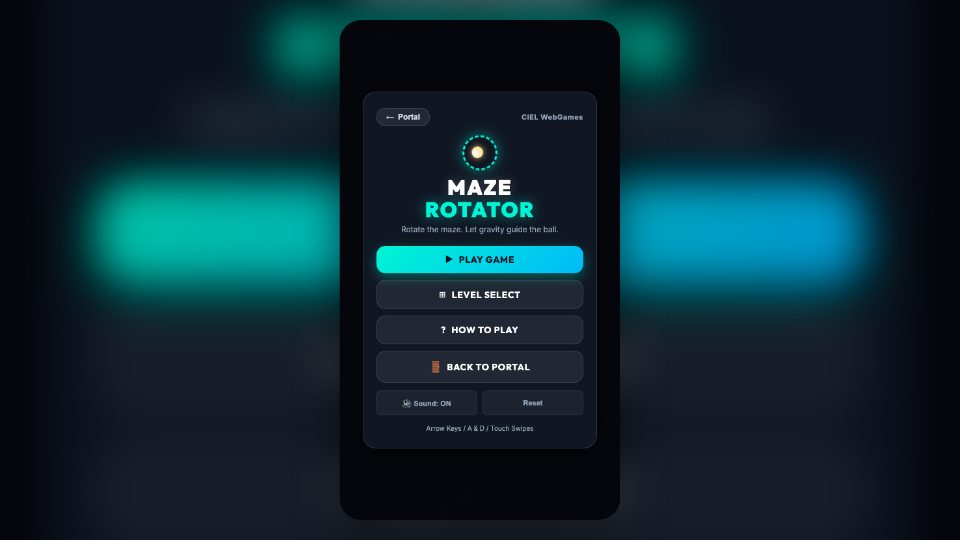 ← Portal
CIEL WebGames
MAZE
ROTATOR
Rotate the maze. Let gravity guide the ball.
▶ PLAY GAME
⊞ LEVEL SELECT
? HOW TO PLAY
🚪 BACK TO PORTAL
Sound: ON
Reset
Arrow Keys / A & D / Touch Swipes